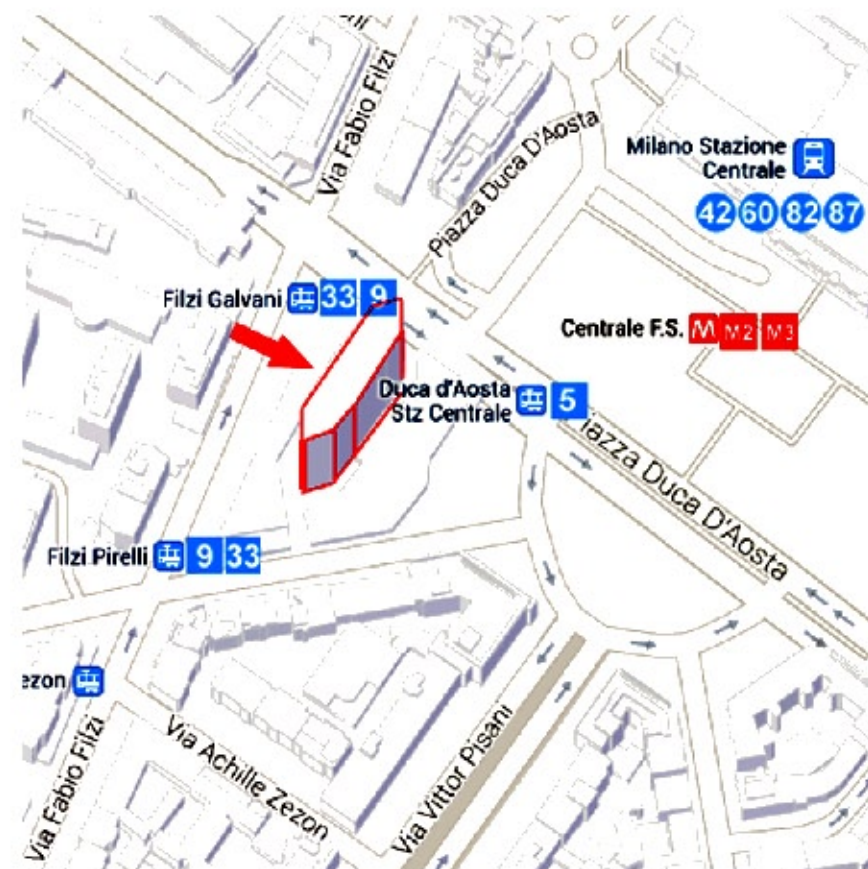 ni
Via Fabio Filzi
Piazza Duca D'Aosta
Milano Stazione
Centrale
42 60 82 87
Filzi Galvani 33 9
Centrale F.S. M M2 M3
Duca d'Aosta
Stz Centrale 5
iazza Duca D'Aosta
Filzi Pirelli 9 33
ezon
Via Fabio Filzi
Via Achille Zezon
Via Vittor Pisani